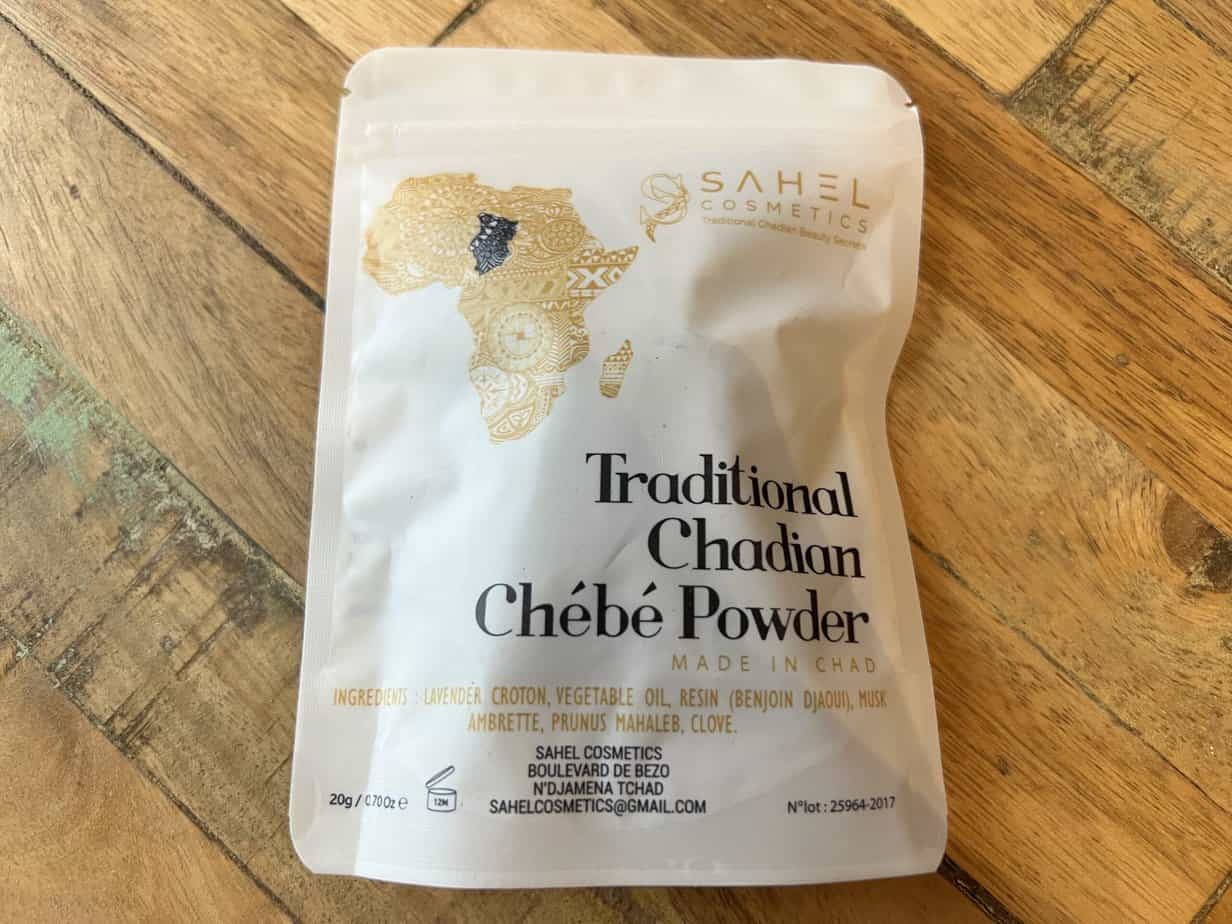 SAHEL
COSMETICS
Traditional Chadian Beauty Secrets
Traditional
Chadian
Chébé Powder
MADE IN CHAD
INGREDIENTS : LAVENDER CROTON, VEGETABLE OIL, RESIN (BENJOIN DJAOUI), MUSK
AMBRETTE, PRUNUS MAHALEB, CLOVE.
SAHEL COSMETICS
BOULEVARD DE BEZO
N'DJAMENA TCHAD
SAHELCOSMETICS@GMAIL.COM
20g / 0.70 Oz e
12M
N°lot : 25964-2017